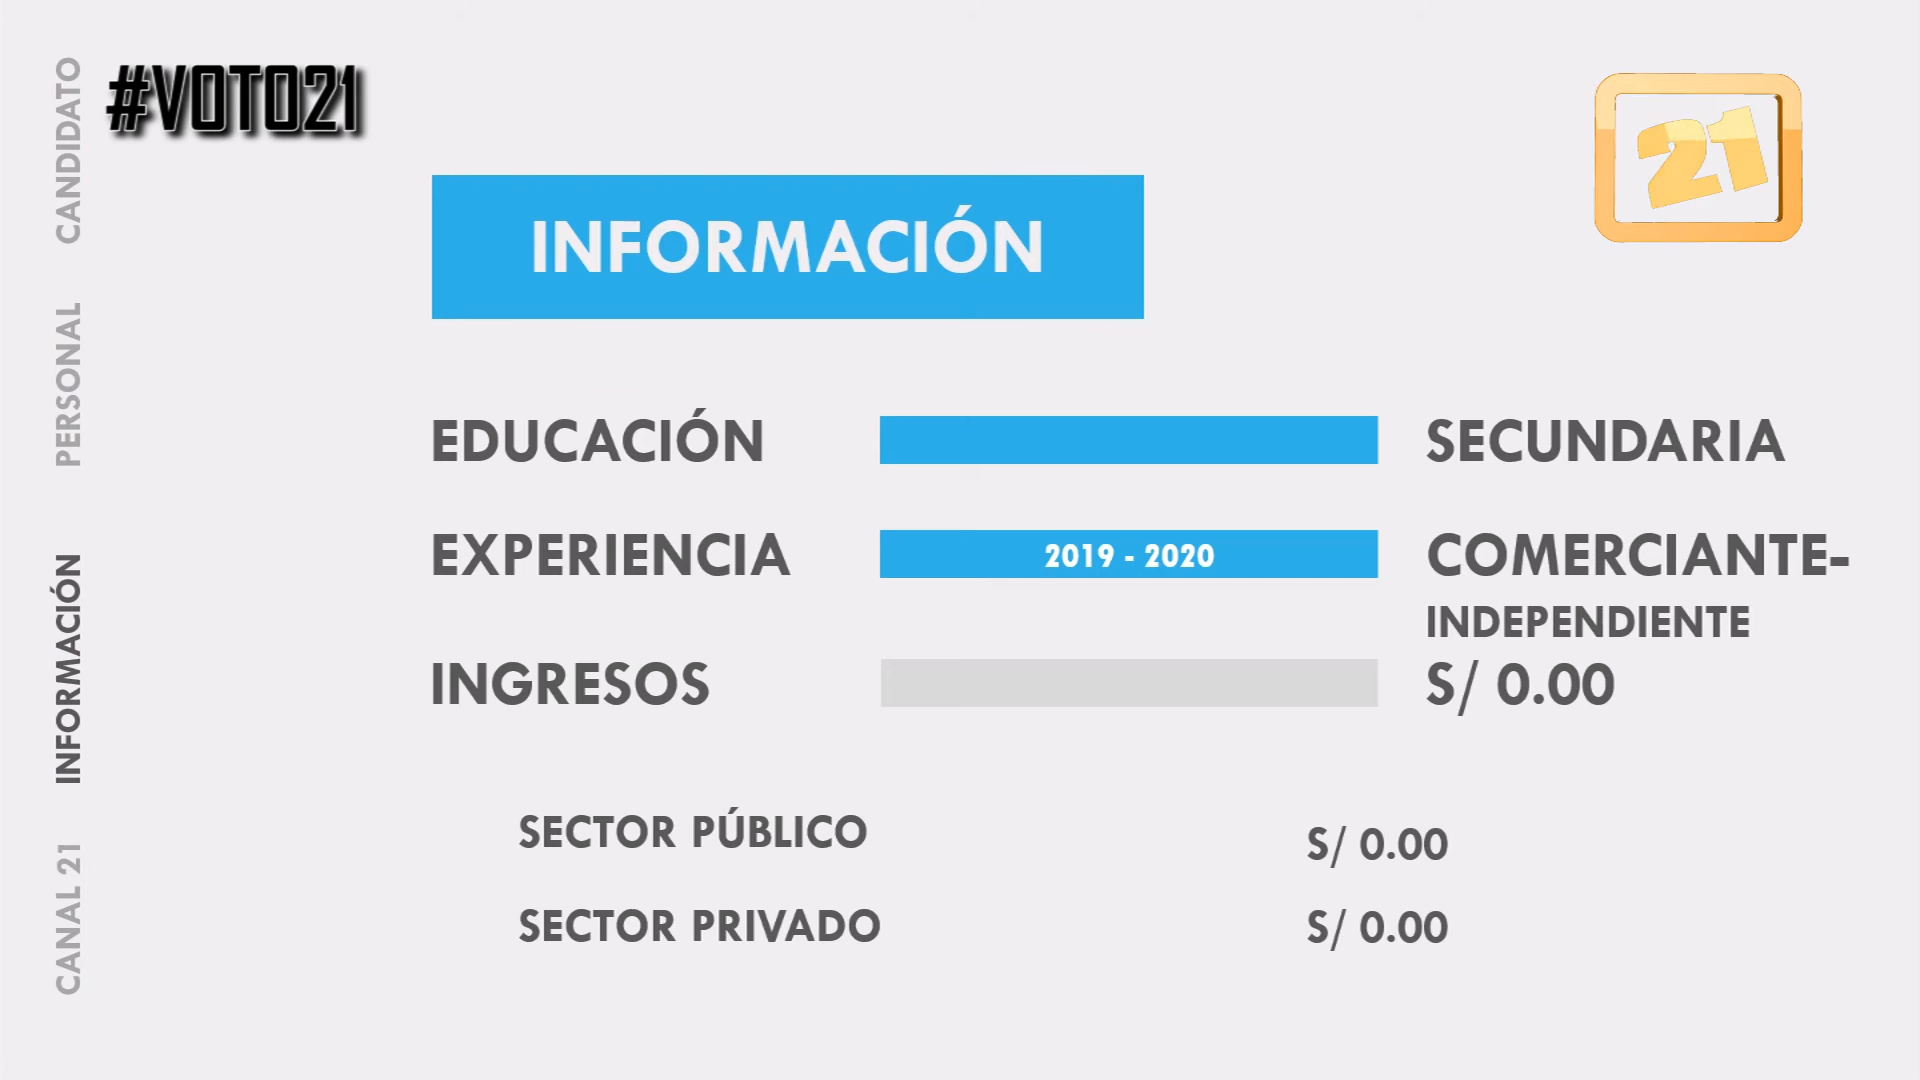 #VOTO21
21
CANDIDATO
PERSONAL
INFORMACIÓN
CANAL 21
INFORMACIÓN
EDUCACIÓN SECUNDARIA
EXPERIENCIA 2019 - 2020 COMERCIANTE-
INDEPENDIENTE
INGRESOS S/ 0.00
SECTOR PÚBLICO S/ 0.00
SECTOR PRIVADO S/ 0.00